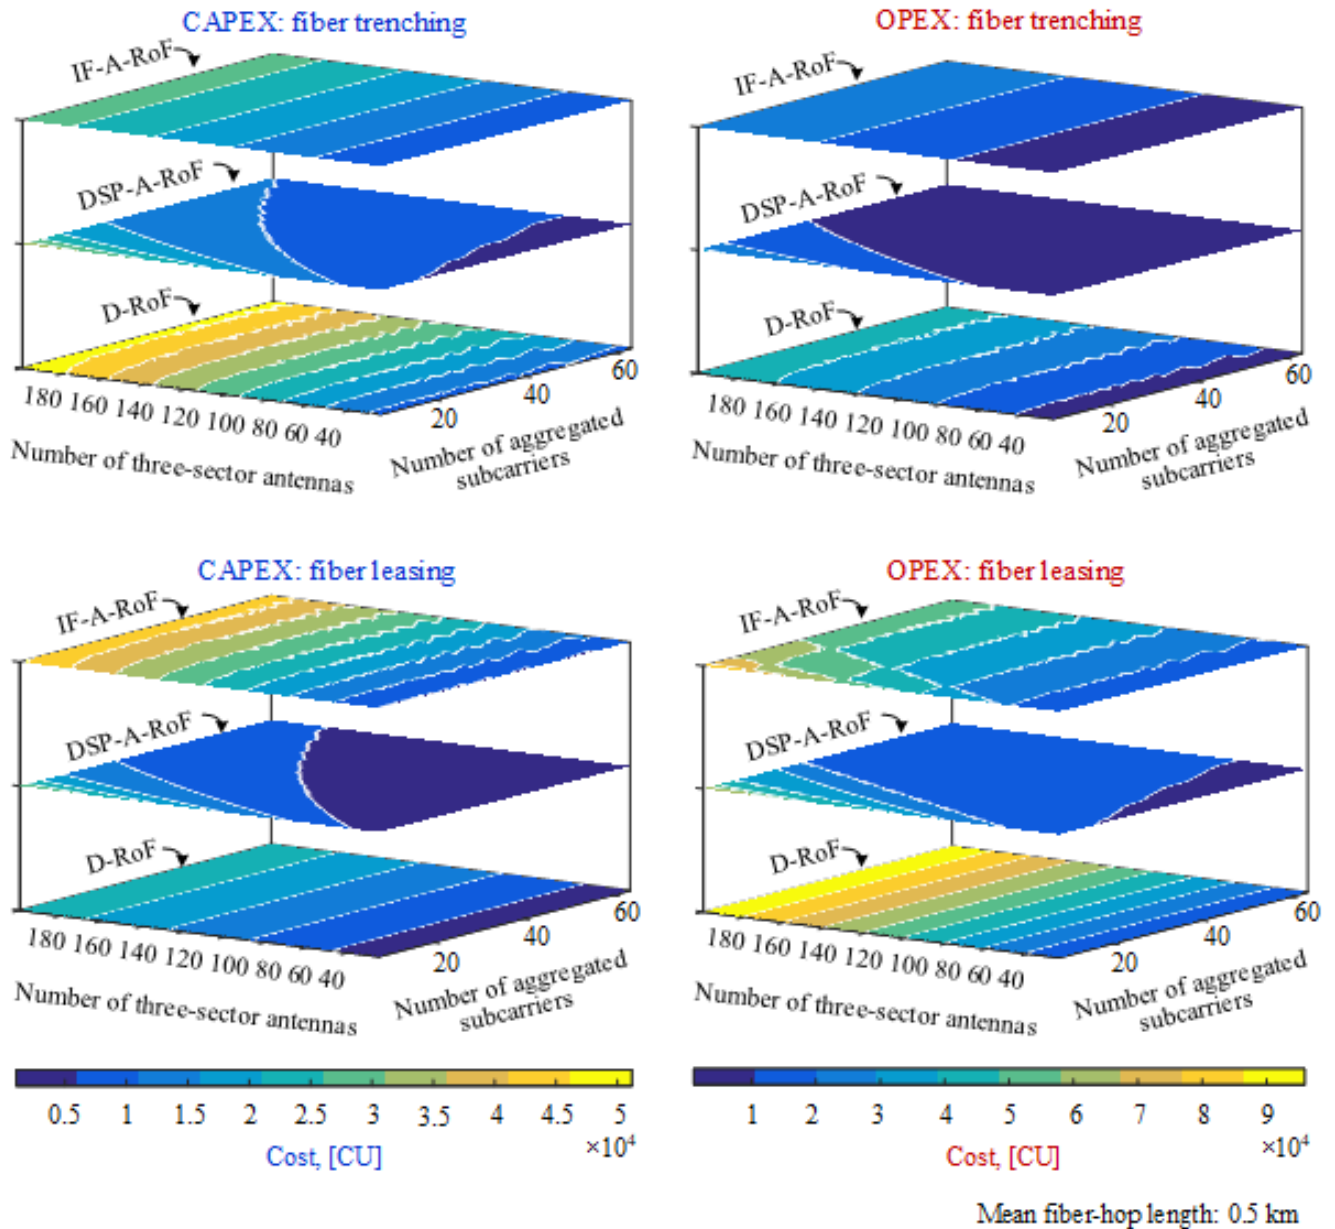 CAPEX: fiber trenching
IF-A-RoF
DSP-A-RoF
D-RoF
180 160 140 120 100 80 60 40
20 40 60
Number of three-sector antennas
Number of aggregated
subcarriers
OPEX: fiber trenching
IF-A-RoF
DSP-A-RoF
D-RoF
180 160 140 120 100 80 60 40
20 40 60
Number of three-sector antennas
Number of aggregated
subcarriers
CAPEX: fiber leasing
IF-A-RoF
DSP-A-RoF
D-RoF
180 160 140 120 100 80 60 40
20 40 60
Number of three-sector antennas
Number of aggregated
subcarriers
OPEX: fiber leasing
IF-A-RoF
DSP-A-RoF
D-RoF
180 160 140 120 100 80 60 40
20 40 60
Number of three-sector antennas
Number of aggregated
subcarriers
0.5 1 1.5 2 2.5 3 3.5 4 4.5 5
×10⁴
Cost, [CU]
1 2 3 4 5 6 7 8 9
×10⁴
Cost, [CU]
Mean fiber-hop length: 0.5 km